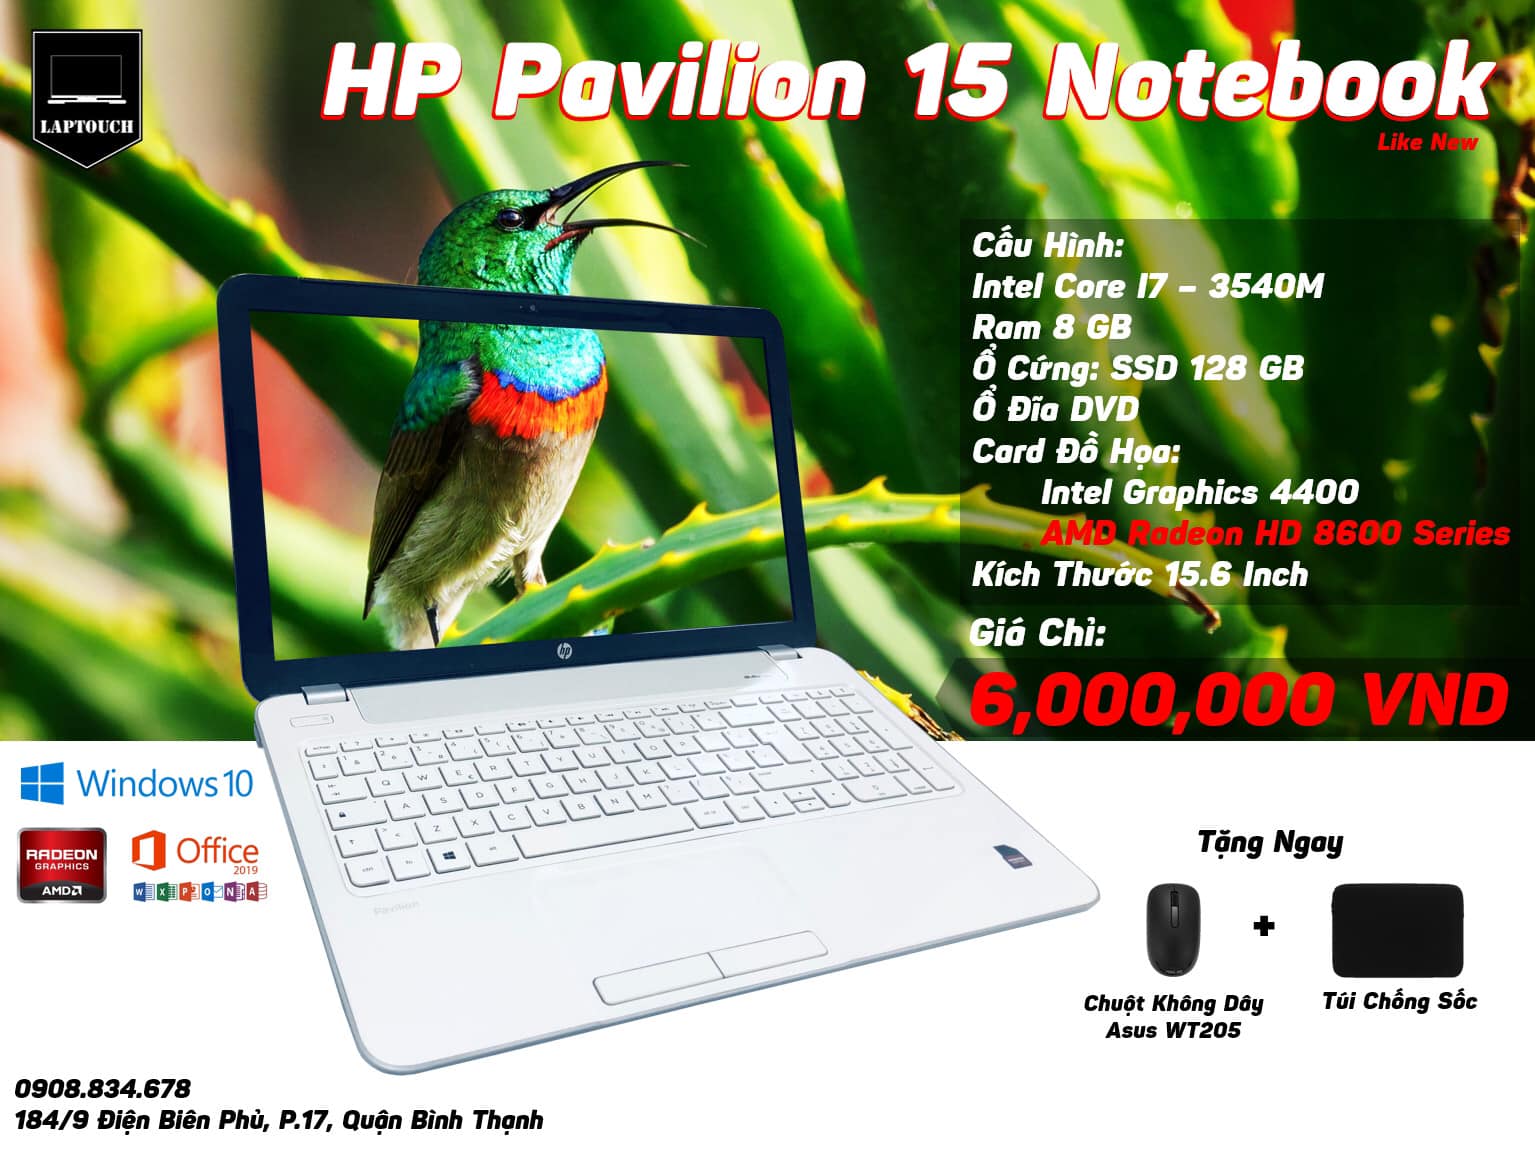 LAPTOUCH
HP Pavilion 15 Notebook
Like New
Cấu Hình:
Intel Core I7 – 3540M
Ram 8 GB
Ổ Cứng: SSD 128 GB
Ổ Đĩa DVD
Card Đồ Họa:
Intel Graphics 4400
AMD Radeon HD 8600 Series
Kích Thước 15.6 Inch
Giá Chỉ:
6,000,000 VND
hp
Windows 10
RADEON
GRAPHICS
AMD
Office
2019
W X P O N F A
Pavilion
Tặng Ngay
+
Chuột Không Dây
Asus WT205
Túi Chống Sốc
0908.834.678
184/9 Điện Biên Phủ, P.17, Quận Bình Thạnh